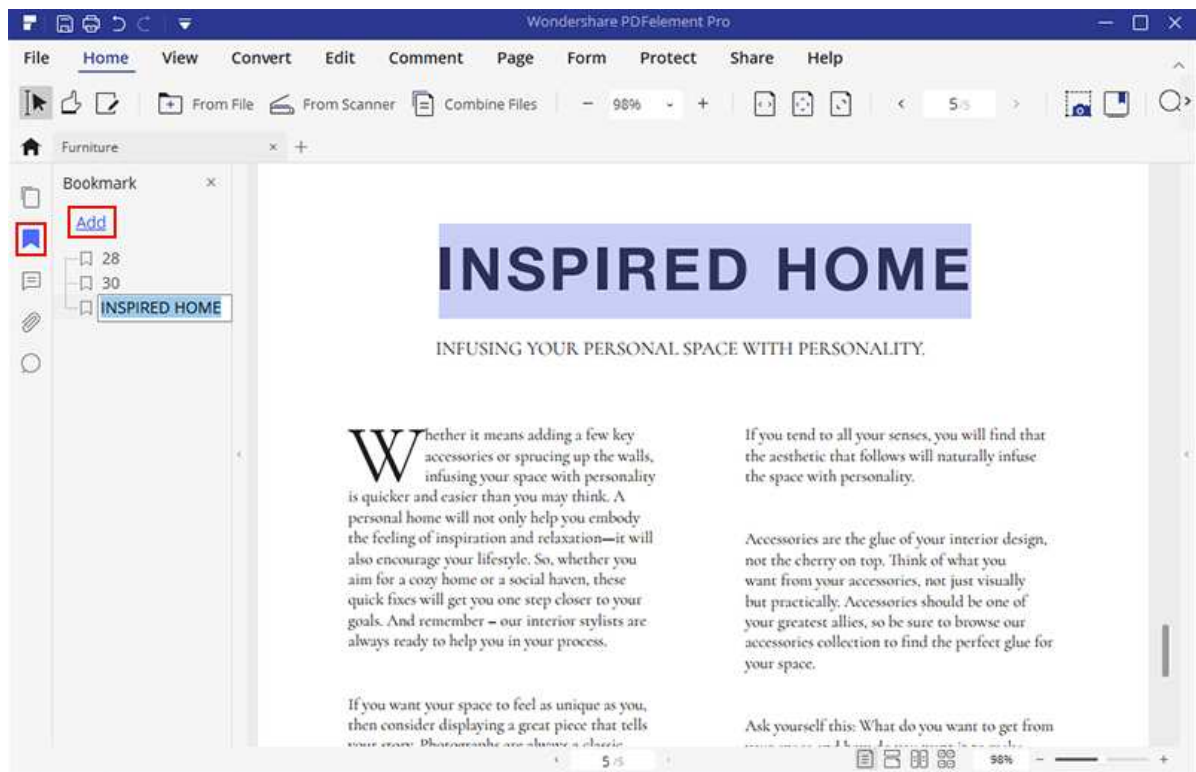 Wondershare PDFelement Pro
File Home View Convert Edit Comment Page Form Protect Share Help
From File From Scanner Combine Files 98% 5/5
Furniture
Bookmark
Add
28
30
INSPIRED HOME
INSPIRED HOME
INFUSING YOUR PERSONAL SPACE WITH PERSONALITY.
Whether it means adding a few key
accessories or sprucing up the walls,
infusing your space with personality
is quicker and easier than you may think. A
personal home will not only help you embody
the feeling of inspiration and relaxation—it will
also encourage your lifestyle. So, whether you
aim for a cozy home or a social haven, these
quick fixes will get you one step closer to your
goals. And remember – our interior stylists are
always ready to help you in your process.
If you want your space to feel as unique as you,
then consider displaying a great piece that tells
your story. Photographs are always a classic
If you tend to all your senses, you will find that
the aesthetic that follows will naturally infuse
the space with personality.
Accessories are the glue of your interior design,
not the cherry on top. Think of what you
want from your accessories, not just visually
but practically. Accessories should be one of
your greatest allies, so be sure to browse our
accessories collection to find the perfect glue for
your space.
Ask yourself this: What do you want to get from
5/5 98%